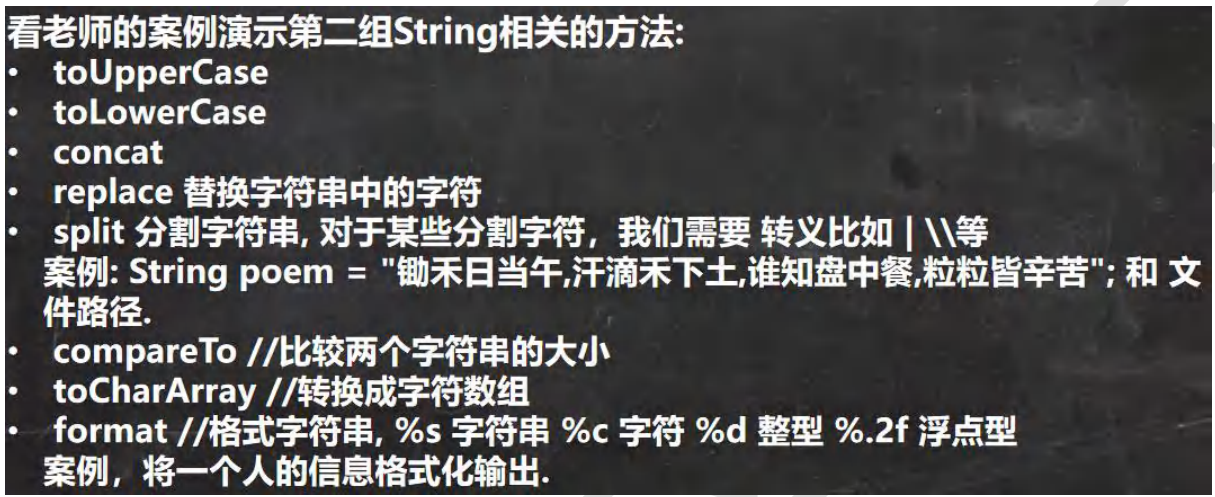 看老师的案例演示第二组String相关的方法:
• toUpperCase
• toLowerCase
• concat
• replace 替换字符串中的字符
• split 分割字符串, 对于某些分割字符，我们需要 转义比如 | \\等
案例: String poem = "锄禾日当午,汗滴禾下土,谁知盘中餐,粒粒皆辛苦"; 和 文
件路径.
• compareTo //比较两个字符串的大小
• toCharArray //转换成字符数组
• format //格式字符串, %s 字符串 %c 字符 %d 整型 %.2f 浮点型
案例，将一个人的信息格式化输出.